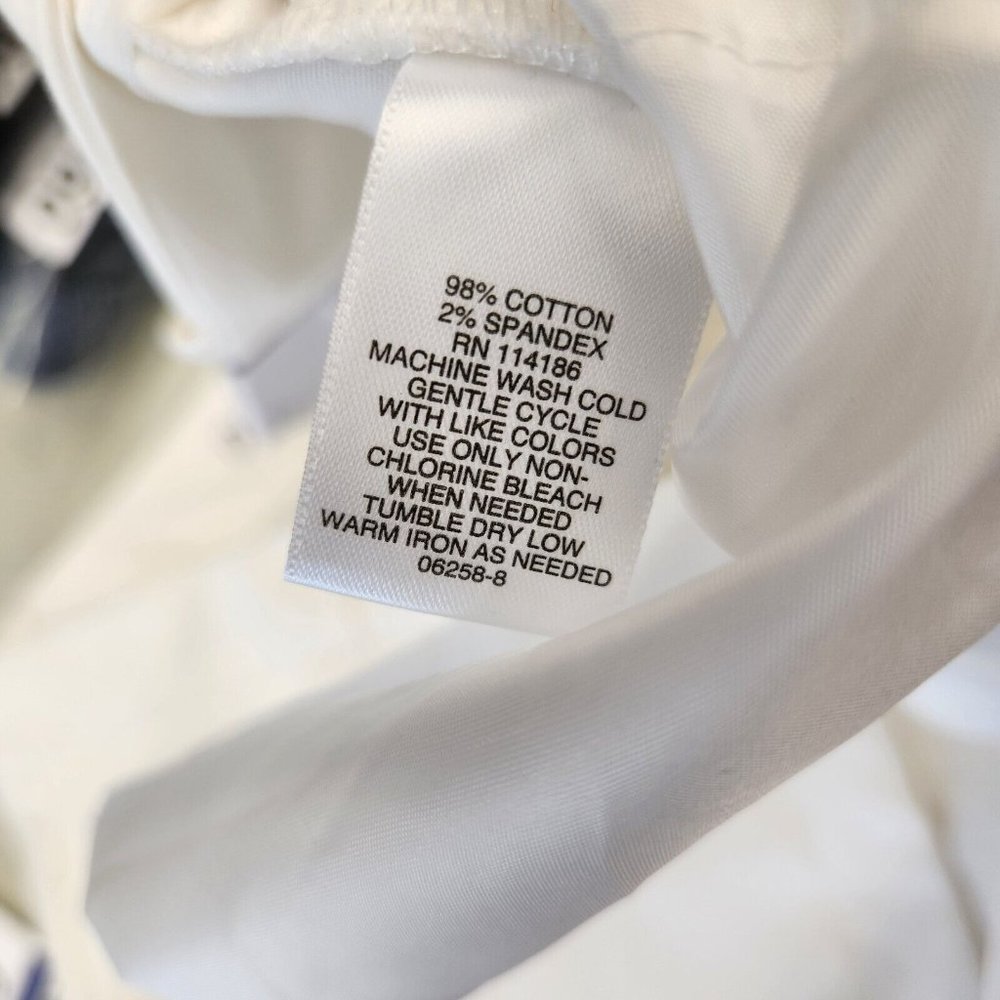 98% COTTON
2% SPANDEX
RN 114186
MACHINE WASH COLD
GENTLE CYCLE
WITH LIKE COLORS
USE ONLY NON-
CHLORINE BLEACH
WHEN NEEDED
TUMBLE DRY LOW
WARM IRON AS NEEDED
06258-8